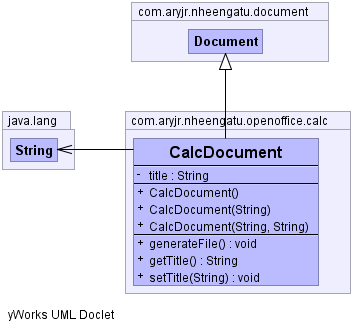 com.aryjr.nheengatu.document
Document
java.lang
String
com.aryjr.nheengatu.openoffice.calc
CalcDocument
- title : String
+ CalcDocument()
+ CalcDocument(String)
+ CalcDocument(String, String)
+ generateFile() : void
+ getTitle() : String
+ setTitle(String) : void
yWorks UML Doclet